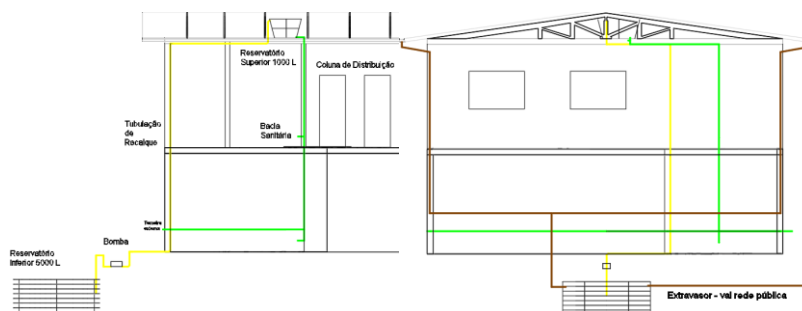 Reservatório
Superior 1000 L
Coluna de Distribuição
Tubulação
de
Recalque
Bacia
Sanitária
Bomba
Reservatório
Inferior 5000 L
Extravasor - vai rede pública